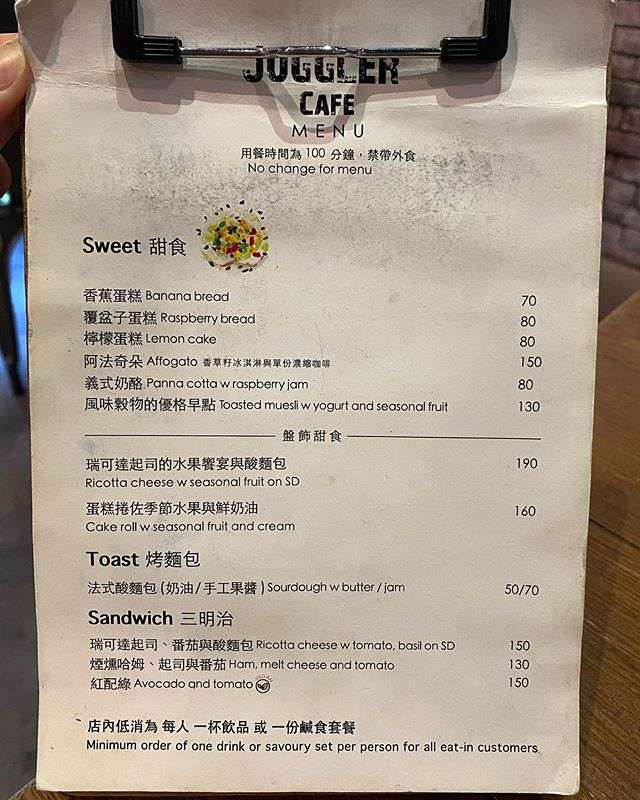 JUGGLER
CAFE
MENU
用餐時間為 100 分鐘，禁帶外食
No change for menu
Sweet 甜食
香蕉蛋糕 Banana bread 70
覆盆子蛋糕 Raspberry bread 80
檸檬蛋糕 Lemon cake 80
阿法奇朵 Affogato 香草籽冰淇淋與單份濃縮咖啡 150
義式奶酪 Panna cotta w raspberry jam 80
風味穀物的優格早點 Toasted muesli w yogurt and seasonal fruit 130
盤飾甜食
瑞可達起司的水果饗宴與酸麵包 190
Ricotta cheese w seasonal fruit on SD
蛋糕捲佐季節水果與鮮奶油 160
Cake roll w seasonal fruit and cream
Toast 烤麵包
法式酸麵包 (奶油/手工果醬) Sourdough w butter / jam 50/70
Sandwich 三明治
瑞可達起司、番茄與酸麵包 Ricotta cheese w tomato, basil on SD 150
煙燻哈姆、起司與番茄 Ham, melt cheese and tomato 130
紅配綠 Avocado and tomato 150
店內低消為 每人 一杯飲品 或 一份鹹食套餐
Minimum order of one drink or savoury set per person for all eat-in customers